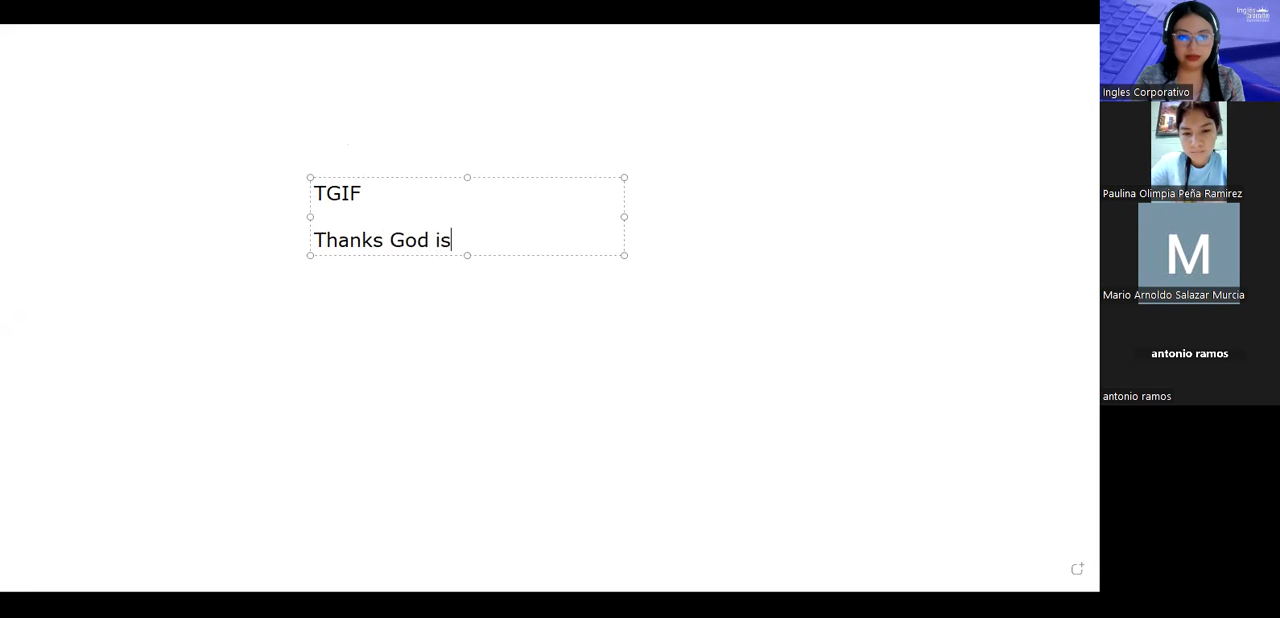 TGIF
Thanks God is
Ingles Corporativo
Paulina Olimpia Peña Ramirez
M
Mario Arnoldo Salazar Murcia
antonio ramos
antonio ramos